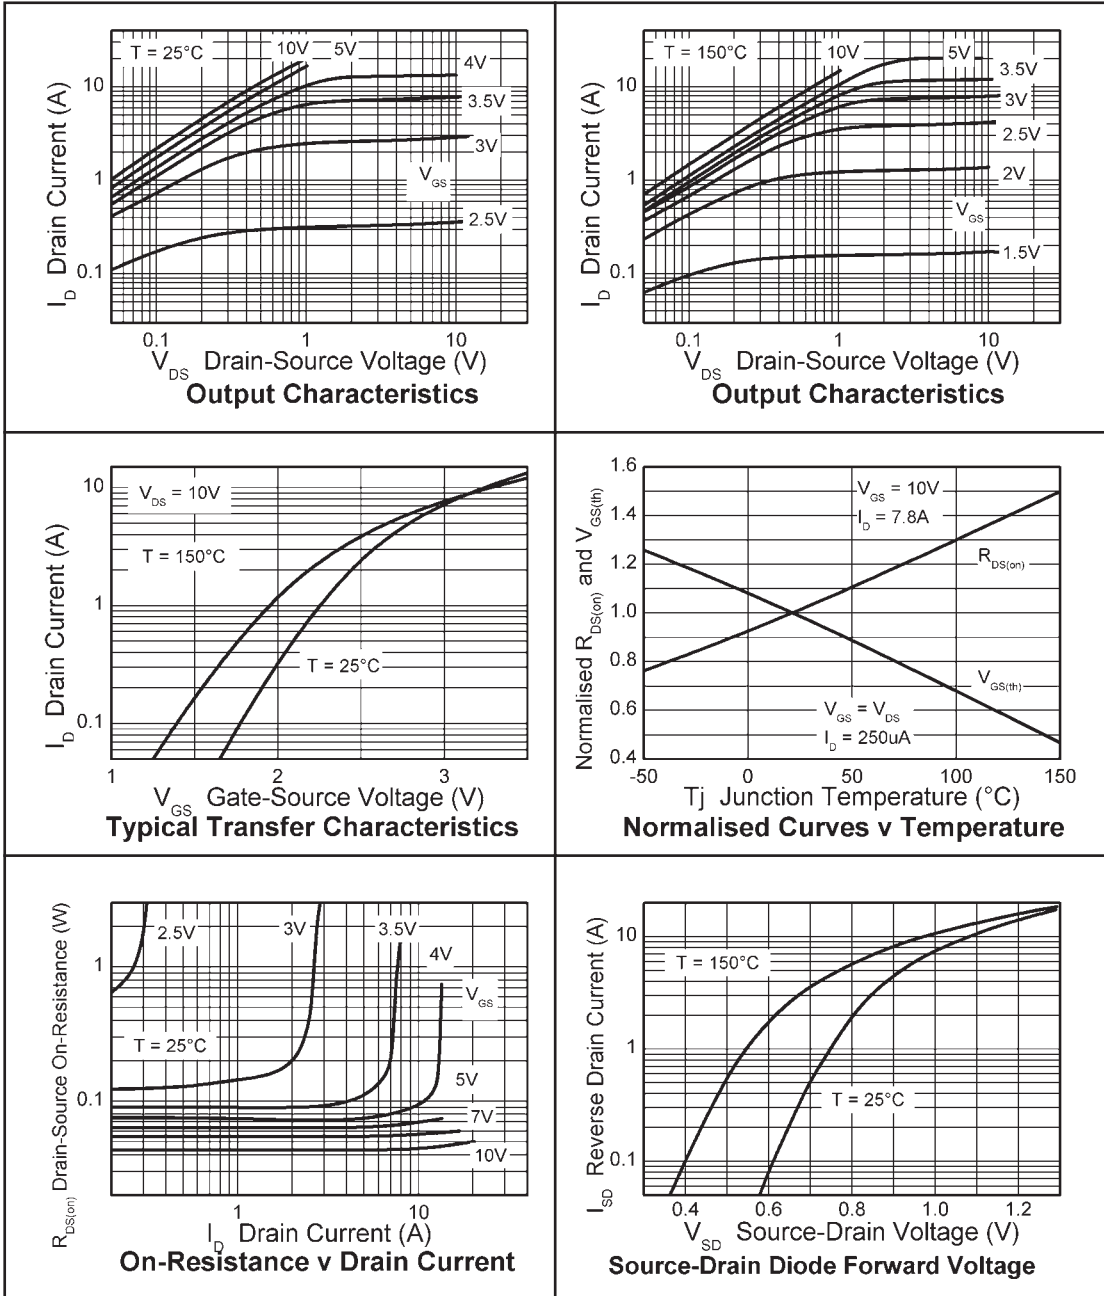 T = 25°C
10V
5V
4V
3.5V
3V
V_GS
2.5V
10
1
0.1
I_D Drain Current (A)
0.1
1
10
V_DS Drain-Source Voltage (V)
Output Characteristics
T = 150°C
10V
5V
3.5V
3V
2.5V
2V
V_GS
1.5V
10
1
0.1
I_D Drain Current (A)
0.1
1
10
V_DS Drain-Source Voltage (V)
Output Characteristics
V_DS = 10V
T = 150°C
T = 25°C
10
1
0.1
I_D Drain Current (A)
1
2
3
V_GS Gate-Source Voltage (V)
Typical Transfer Characteristics
1.6
1.4
1.2
1.0
0.8
0.6
0.4
Normalised R_DS(on) and V_GS(th)
V_GS = 10V
I_D = 7.8A
R_DS(on)
V_GS(th)
V_GS = V_DS
I_D = 250uA
-50
0
50
100
150
Tj Junction Temperature (°C)
Normalised Curves v Temperature
2.5V
3V
3.5V
4V
V_GS
T = 25°C
5V
7V
10V
1
0.1
R_DS(on) Drain-Source On-Resistance (W)
1
10
I_D Drain Current (A)
On-Resistance v Drain Current
T = 150°C
T = 25°C
10
1
0.1
I_SD Reverse Drain Current (A)
0.4
0.6
0.8
1.0
1.2
V_SD Source-Drain Voltage (V)
Source-Drain Diode Forward Voltage